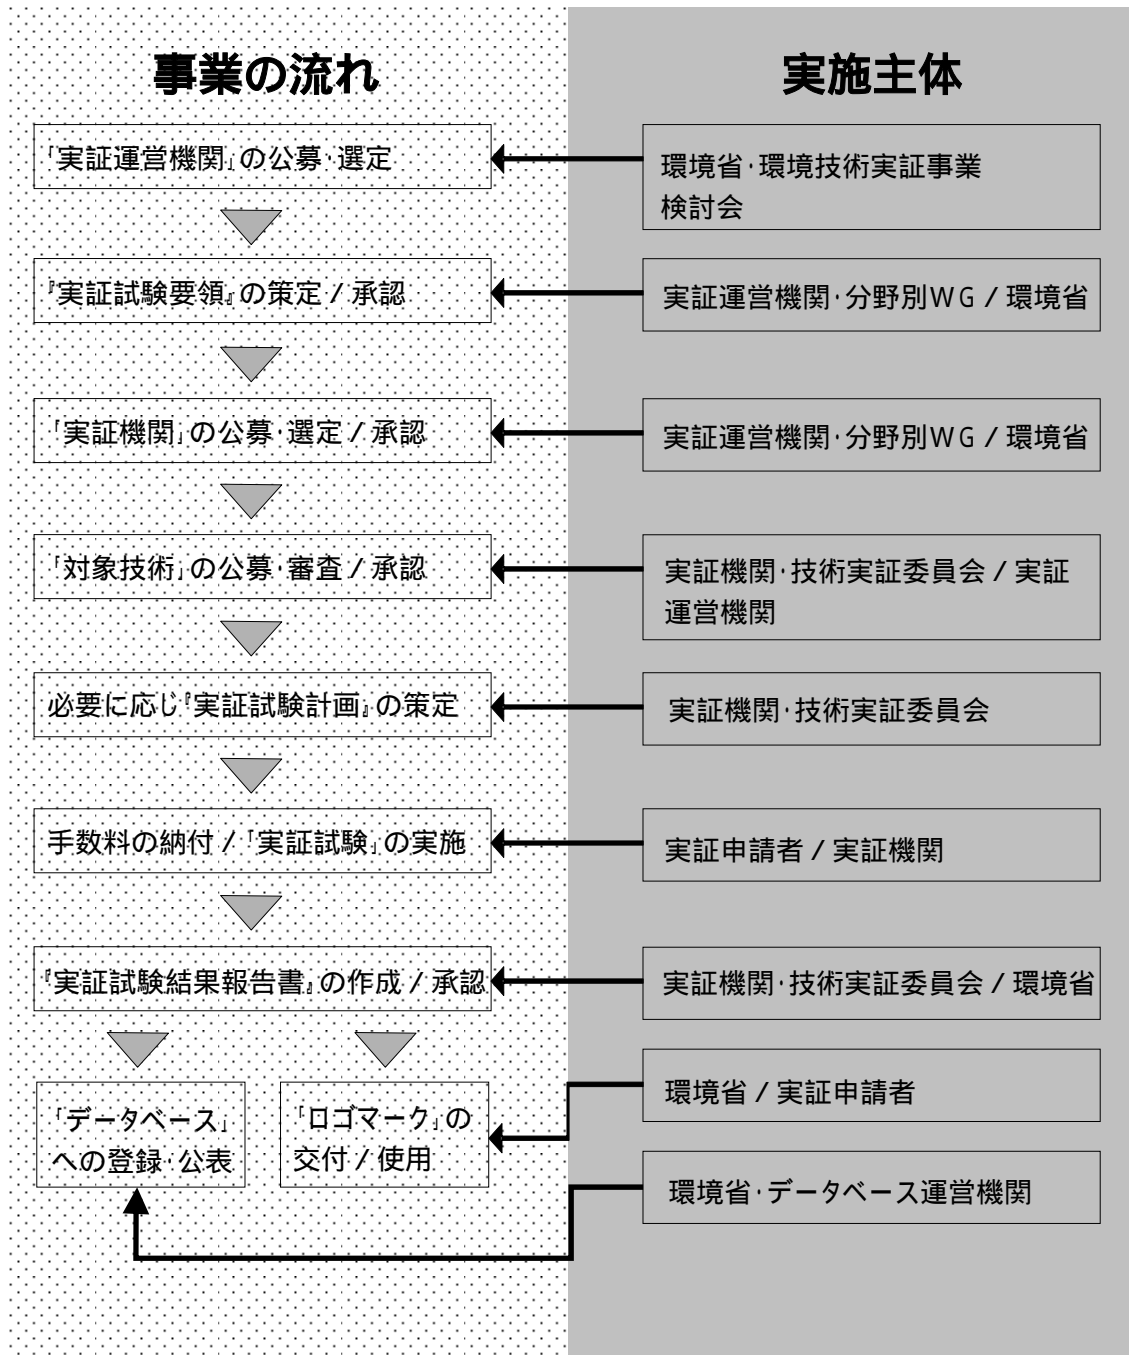 事業の流れ
実施主体
「実証運営機関」の公募・選定
環境省・環境技術実証事業
検討会
『実証試験要領』の策定 / 承認
実証運営機関・分野別WG / 環境省
「実証機関」の公募・選定 / 承認
実証運営機関・分野別WG / 環境省
「対象技術」の公募・審査 / 承認
実証機関・技術実証委員会 / 実証
運営機関
必要に応じ『実証試験計画』の策定
実証機関・技術実証委員会
手数料の納付 / 「実証試験」の実施
実証申請者 / 実証機関
『実証試験結果報告書』の作成 / 承認
実証機関・技術実証委員会 / 環境省
「データベース」
への登録・公表
「ロゴマーク」の
交付 / 使用
環境省 / 実証申請者
環境省・データベース運営機関